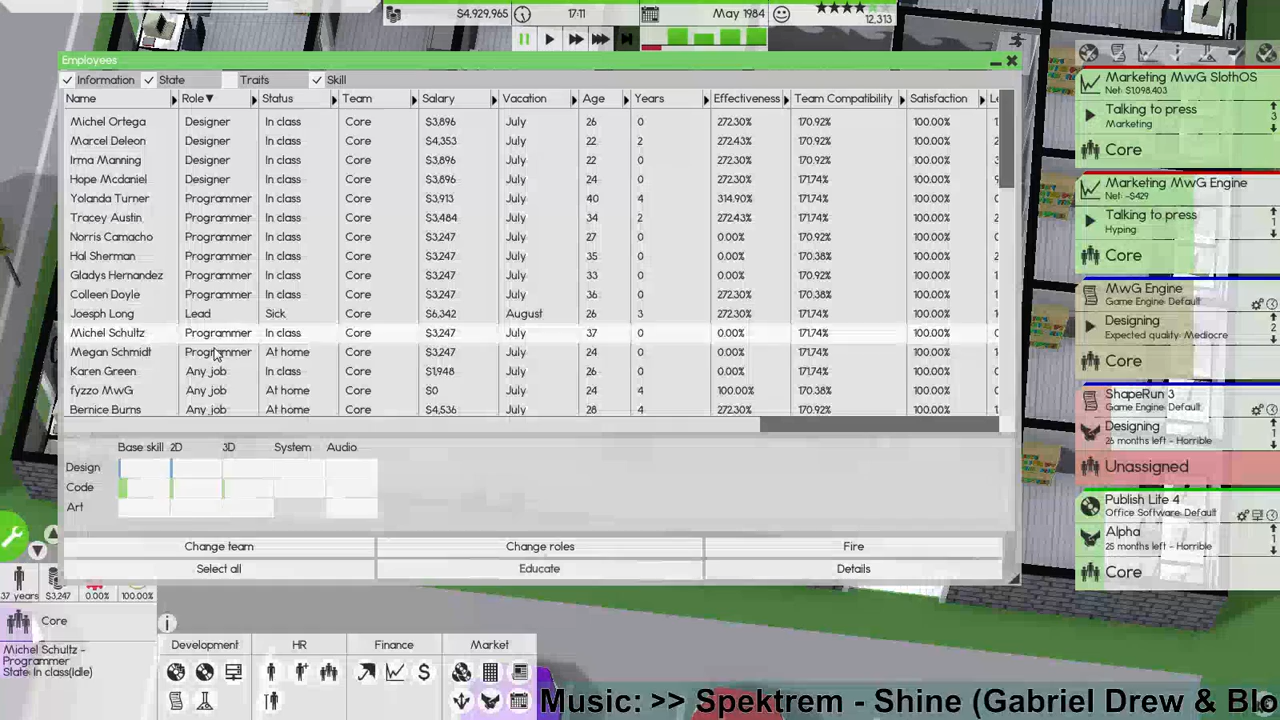 $4,929,965 17:11 May 1984 12,313
Employees
Information State Traits Skill
Name Role▼ Status Team Salary Vacation Age Years Effectiveness Team Compatibility Satisfaction
Michel Ortega Designer In class Core $3,896 July 26 0 272.30% 170.92% 100.00%
Marcel Deleon Designer In class Core $4,353 July 22 2 272.43% 170.92% 100.00%
Irma Manning Designer In class Core $3,896 July 22 0 272.30% 170.92% 100.00%
Hope Mcdaniel Designer In class Core $3,896 July 24 0 272.30% 171.74% 100.00%
Yolanda Turner Programmer In class Core July 40 4 314.90% 171.74% 100.00%
Tracey Austin Programmer In class Core $3,484 July 34 2 272.43% 171.74% 100.00%
Norris Camacho Programmer In class Core $3,247 July 27 0 0.00% 170.92% 100.00%
Hal Sherman Programmer In class Core $3,247 July 35 0 0.00% 170.38% 100.00%
Gladys Hernandez Programmer In class Core $3,247 July 33 0 0.00% 170.92% 100.00%
Colleen Doyle Programmer In class Core $3,247 July 36 0 272.30% 170.38% 100.00%
Joesph Long Lead Sick Core $6,342 August 26 3 272.30% 171.74% 100.00%
Michel Schultz Programmer In class Core $3,247 July 37 0 0.00% 171.74% 100.00%
Megan Schmidt Programmer At home Core $3,247 July 24 0 0.00% 171.74% 100.00%
Karen Green Any job In class Core $1,948 July 26 0 0.00% 171.74% 100.00%
fyzzo MwG Any job At home Core $0 July 24 4 100.00% 170.38% 100.00%
Bernice Burns Any job At home Core $4,536 July 28 4 272.30% 170.92% 100.00%
Base skill 2D 3D System Audio
Design
Code
Art
Change team Change roles Fire
Select all Educate Details
Marketing MwG SlothOS
Net: $1,098,403
Talking to press
Marketing
3
Core
Marketing MwG Engine
Net: -$429
Talking to press
Hyping
1
Core
MwG Engine
Game Engine: Default
Designing
Expected quality: Mediocre
2
Core
ShapeRun 3
Game Engine: Default
Designing
26 months left - Horrible
1
Unassigned
Publish Life 4
Office Software: Default
Alpha
25 months left - Horrible
1
Core
37 years $3,247 0.00% 100.00%
Core
Michel Schultz -
Programmer
State: In class(Idle)
Development HR Finance Market
Music: >> Spektrem - Shine (Gabriel Drew & Blo